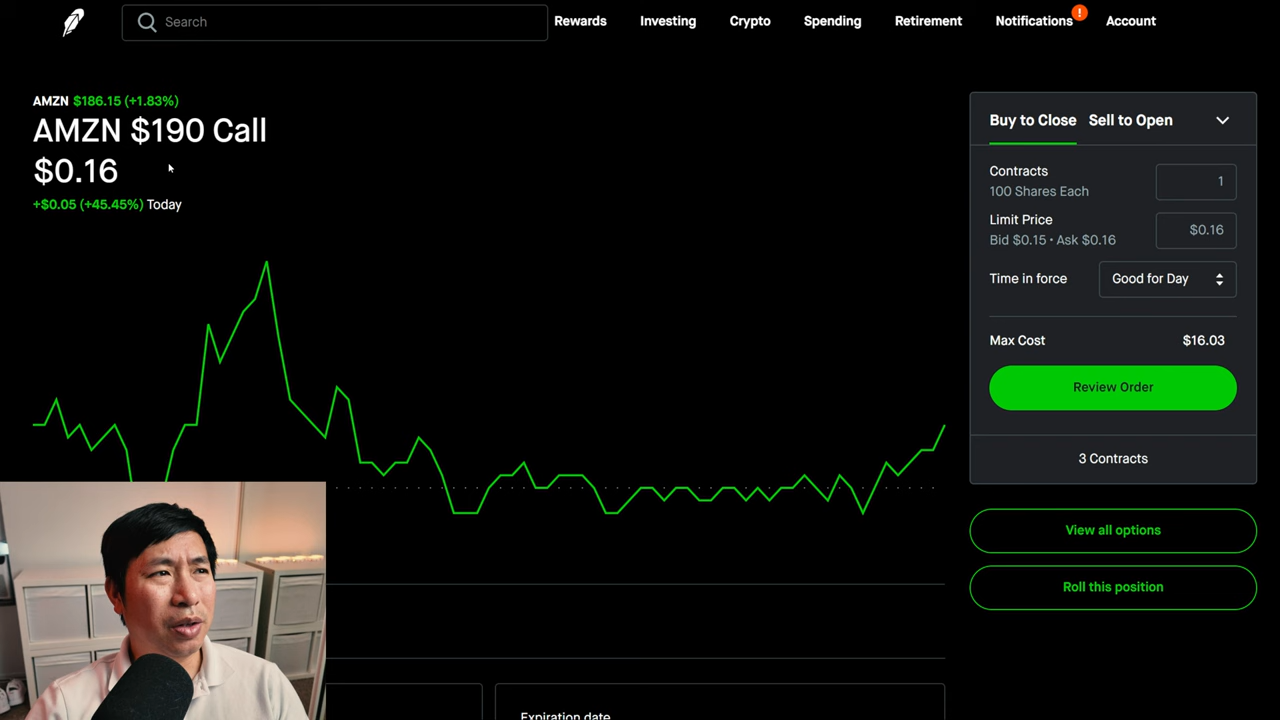 Search
Rewards
Investing
Crypto
Spending
Retirement
Notifications
!
Account
AMZN $186.15 (+1.83%)
AMZN $190 Call
$0.16
+$0.05 (+45.45%) Today
Buy to Close
Sell to Open
Contracts
100 Shares Each
1
Limit Price
Bid $0.15 • Ask $0.16
$0.16
Time in force
Good for Day
Max Cost
$16.03
Review Order
3 Contracts
View all options
Roll this position
Expiration date